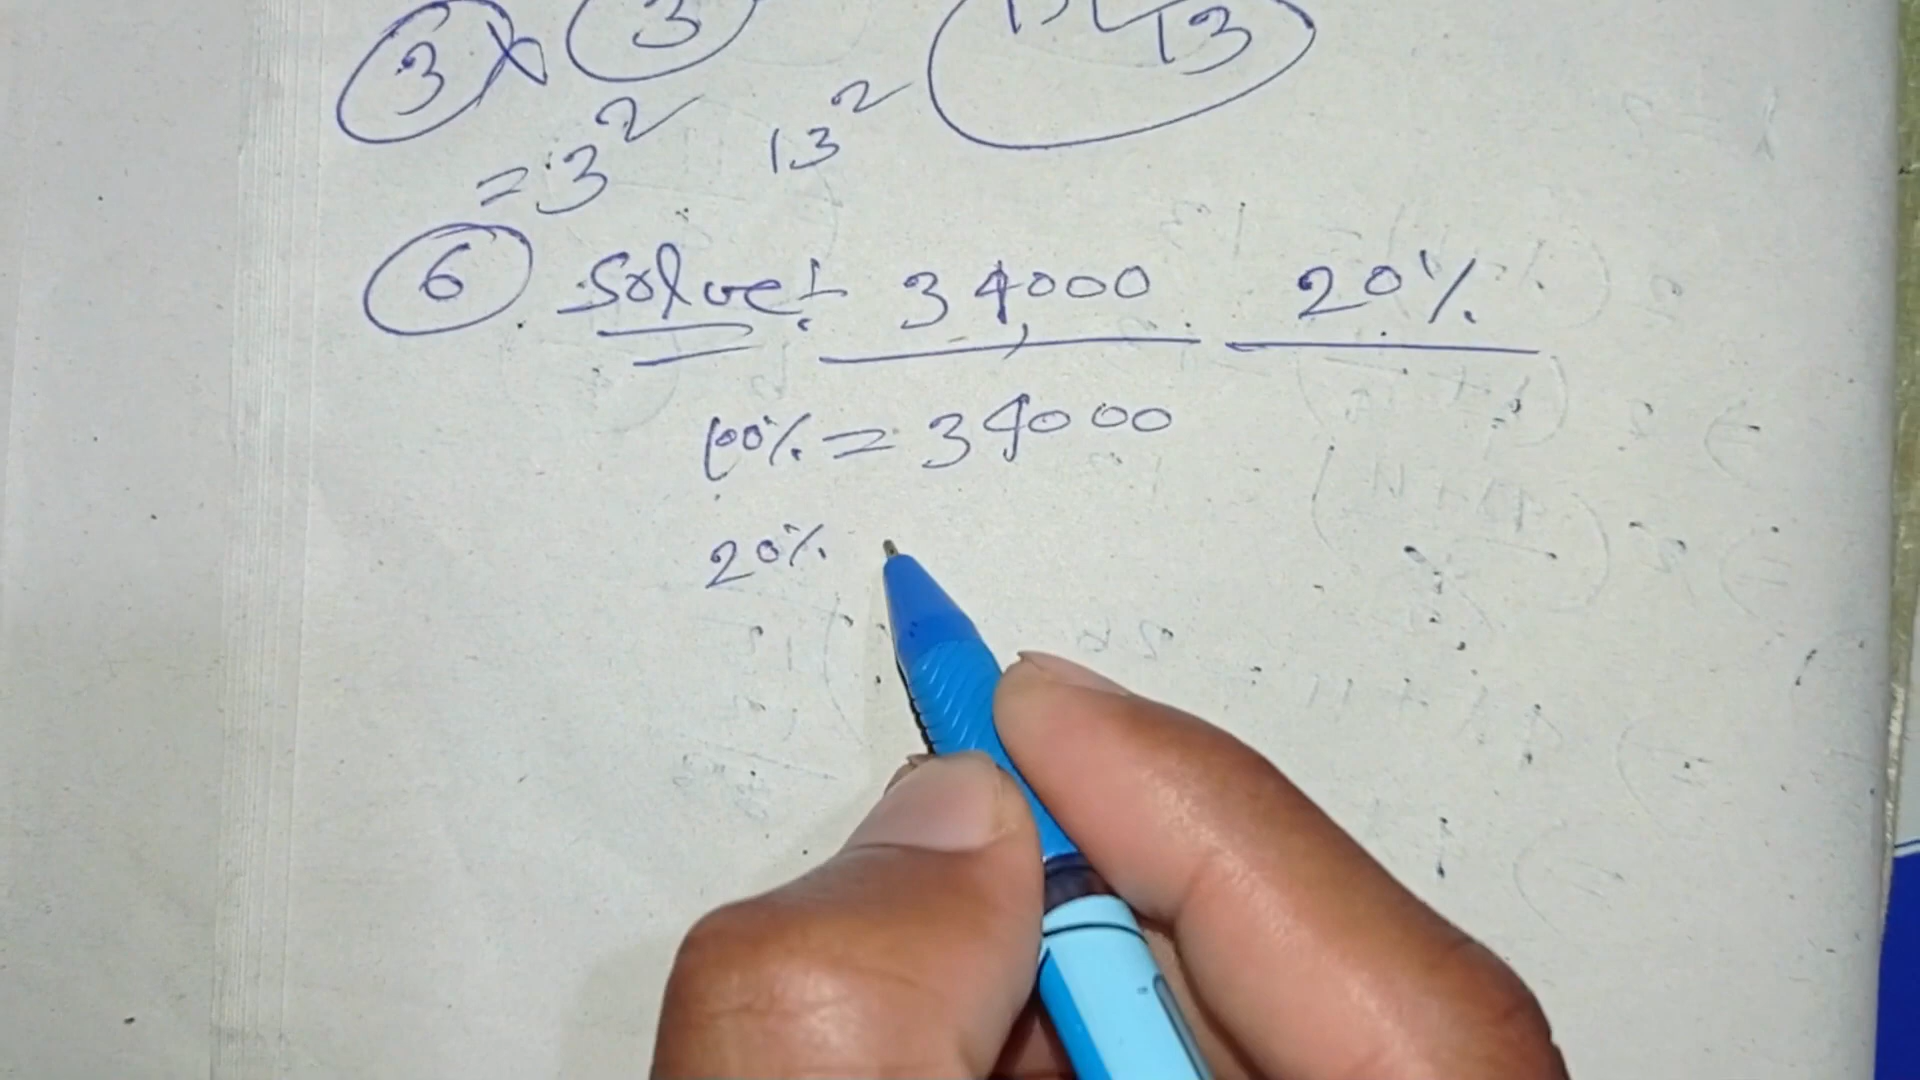 3 × 3 13
= 3² 13²
6 Solve:- 34,000 20%
100% = 34000
20%